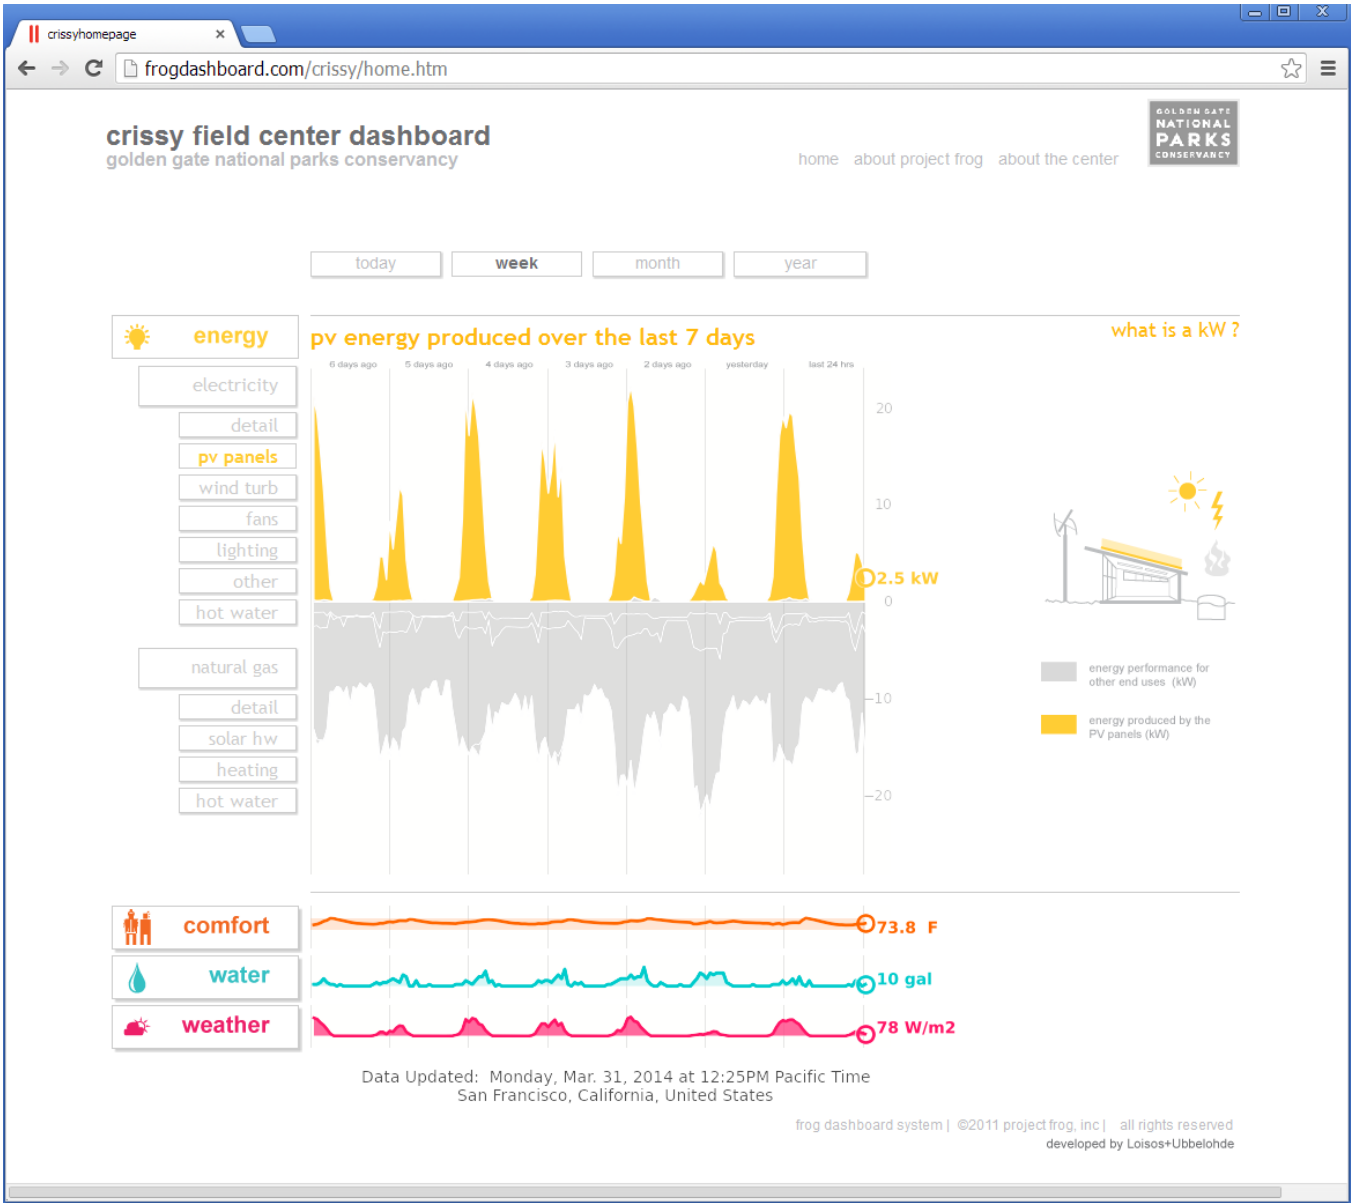 crissyhomepage
frogdashboard.com/crissy/home.htm
crissy field center dashboard
golden gate national parks conservancy
home about project frog about the center
GOLDEN GATE
NATIONAL
PARKS
CONSERVANCY
today week month year
energy
pv energy produced over the last 7 days
what is a kW ?
6 days ago 5 days ago 4 days ago 3 days ago 2 days ago yesterday last 24 hrs
electricity
detail
pv panels
wind turb
fans
lighting
other
hot water
natural gas
detail
solar hw
heating
hot water
20
10
2.5 kW
0
-10
-20
energy performance for
other end uses (kW)
energy produced by the
PV panels (kW)
comfort
73.8 F
water
10 gal
weather
78 W/m2
Data Updated: Monday, Mar. 31, 2014 at 12:25PM Pacific Time
San Francisco, California, United States
frog dashboard system | ©2011 project frog, inc | all rights reserved
developed by Loisos+Ubbelohde